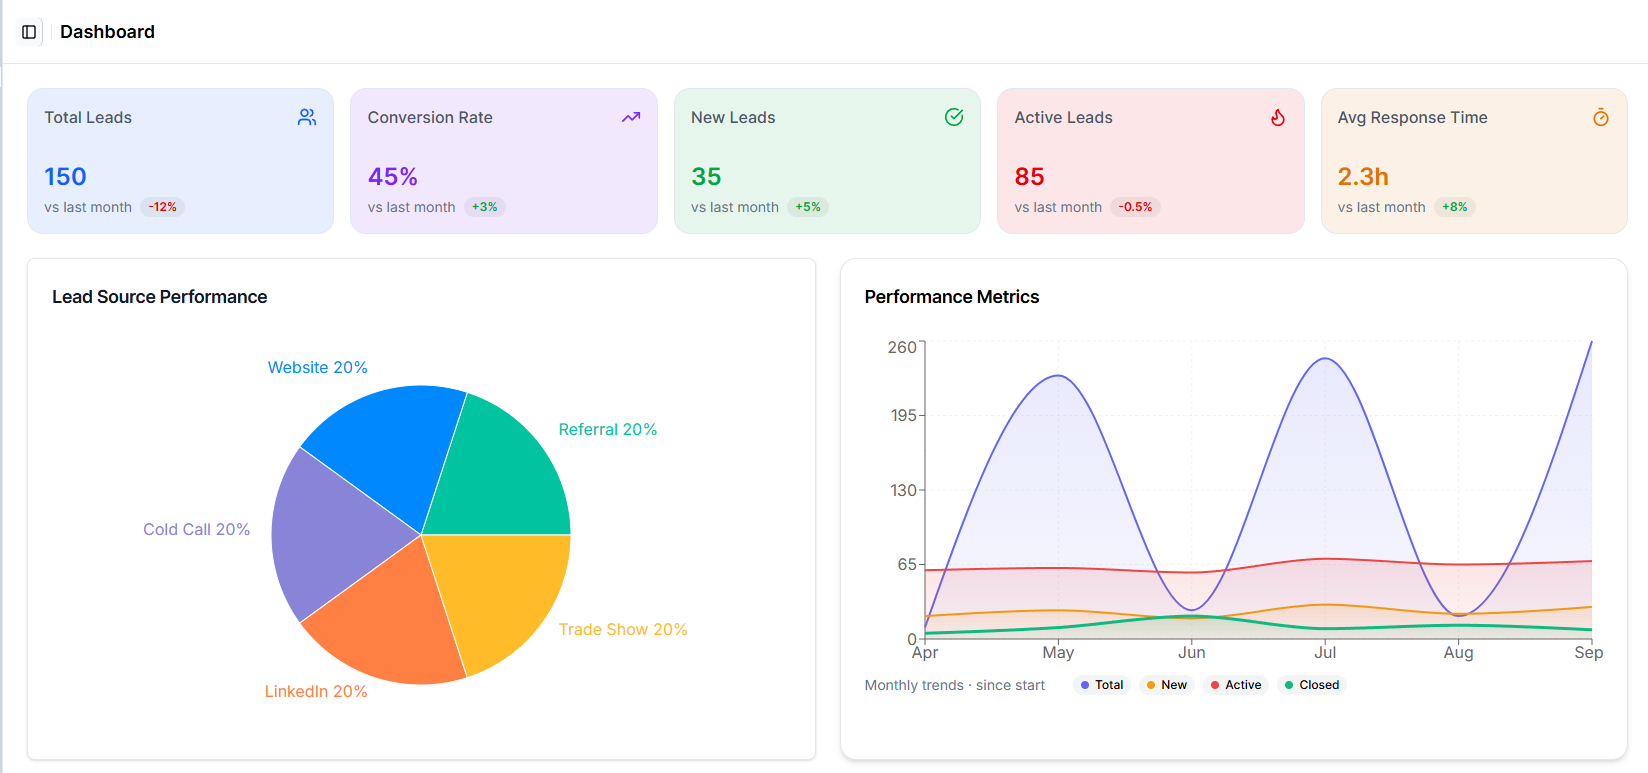 Dashboard
Total Leads
150
vs last month -12%
Conversion Rate
45%
vs last month +3%
New Leads
35
vs last month +5%
Active Leads
85
vs last month -0.5%
Avg Response Time
2.3h
vs last month +8%
Lead Source Performance
Website 20%
Referral 20%
Cold Call 20%
Trade Show 20%
LinkedIn 20%
Performance Metrics
260
195
130
65
0
Apr May Jun Jul Aug Sep
Monthly trends · since start Total New Active Closed